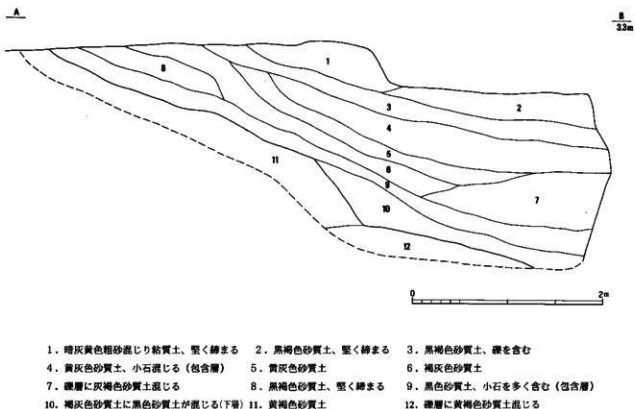 A
B
3.3m
1
2
3
4
5
6
7
8
9
10
11
12
0
2m
1．暗灰黄色粗砂混じり粘質土、堅く締まる 2．黒褐色砂質土、堅く締まる 3．黒褐色砂質土、礫を含む
4．黄灰色砂質土、小石混じる（包含層） 5．黄灰色砂質土 6．褐灰色砂質土
7．礫層に灰褐色砂質土混じる 8．黒褐色砂質土、堅く締まる 9．黒色砂質土、小石を多く含む（包含層）
10．褐灰色砂質土に黒色砂質土が混じる(下層) 11．黄褐色砂質土 12．礫層に黄褐色砂質土混じる